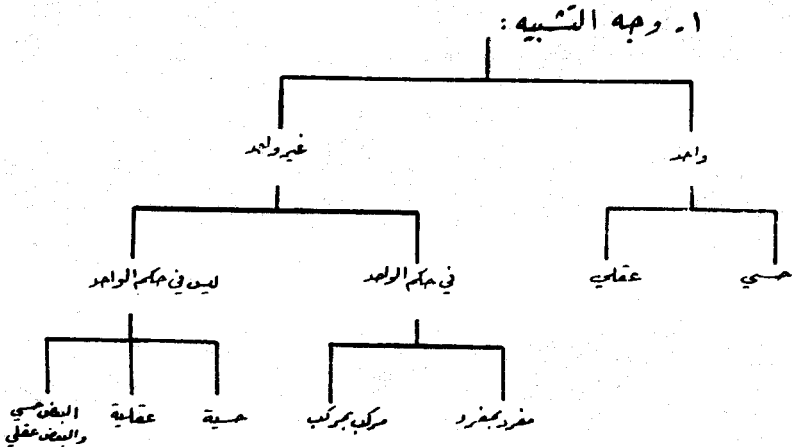 ١. وجه التشبيه :
واحد
غير واحد
حسي
عقلي
في حكم الواحد
ليس في حكم الواحد
مفرد بمفرد
مركب بمركب
حسية
عقلية
البعض حسي
والبعض عقلي